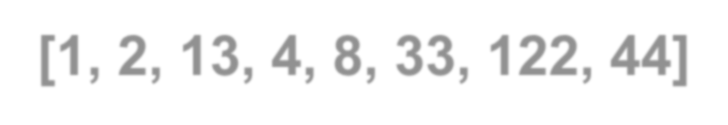 [1, 2, 13, 4, 8, 33, 122, 44]